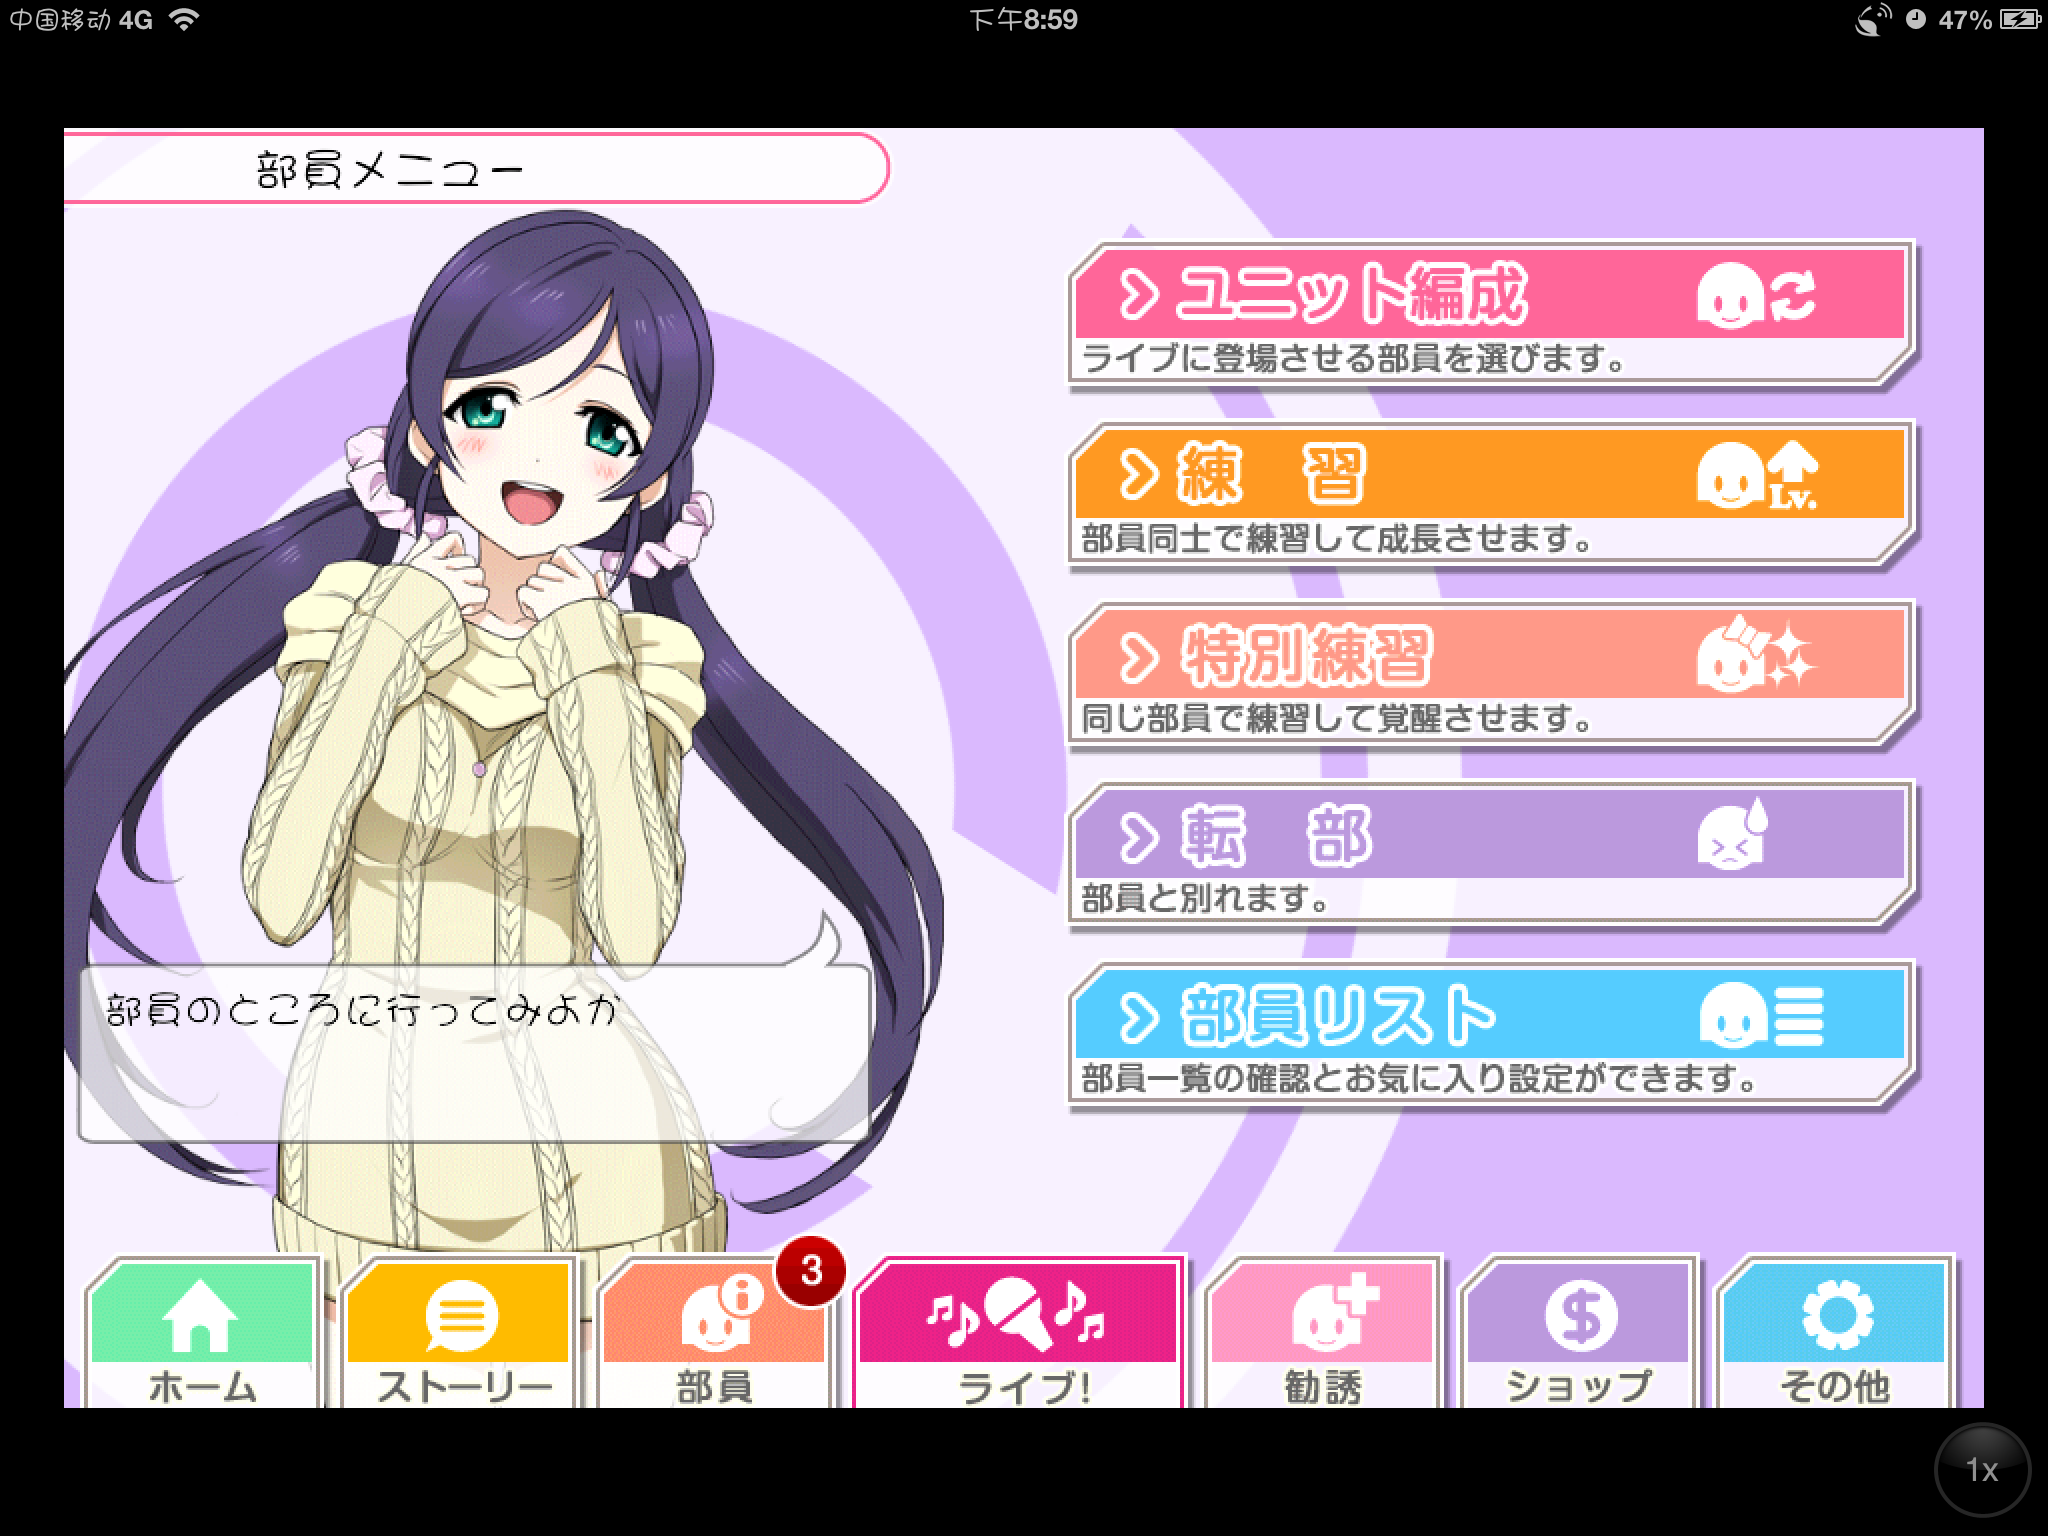 中国移动 4G 下午8:59 47%
部員メニュー
ユニット編成
ライブに登場させる部員を選びます。
練　習
Lv.
部員同士で練習して成長させます。
特別練習
同じ部員で練習して覚醒させます。
転　部
部員と別れます。
部員リスト
部員一覧の確認とお気に入り設定ができます。
部員のところに行ってみよか
3
ホーム ストーリー 部員 ライブ! 勧誘 ショップ その他
1x